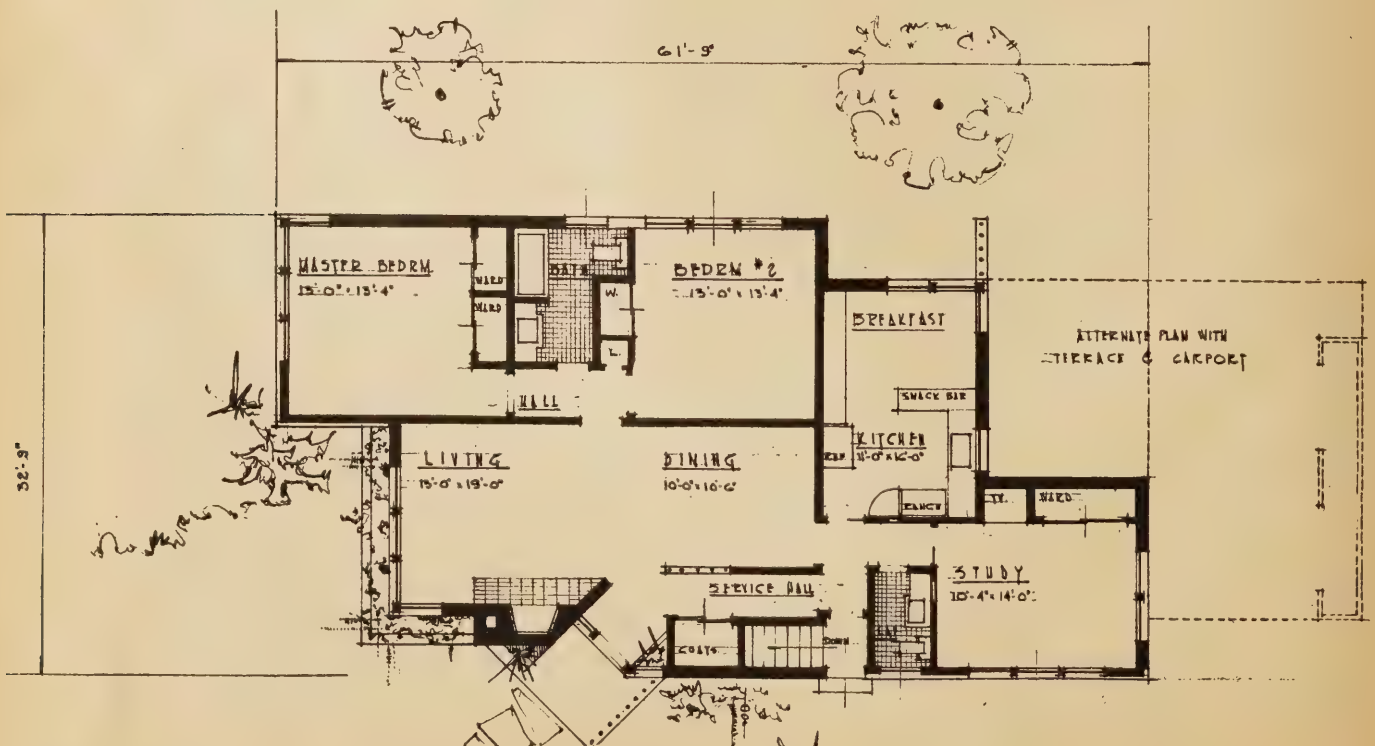 61'-9"
32'-9"
MASTER BEDRM
13'-0" x 13'-4"
WARD
WARD
BATH
W.
L.
BEDRM #2
13'-0" x 13'-4"
BREAKFAST
ALTERNATE PLAN WITH
TERRACE & CARPORT
SNACK BAR
HALL
LIVING
15'-0" x 19'-0"
DINING
10'-0" x 10'-6"
REF.
KITCHEN
11'-0" x 16'-0"
RANGE
WARD
SERVICE HALL
STUDY
10'-4" x 14'-0"
COATS
DOWN